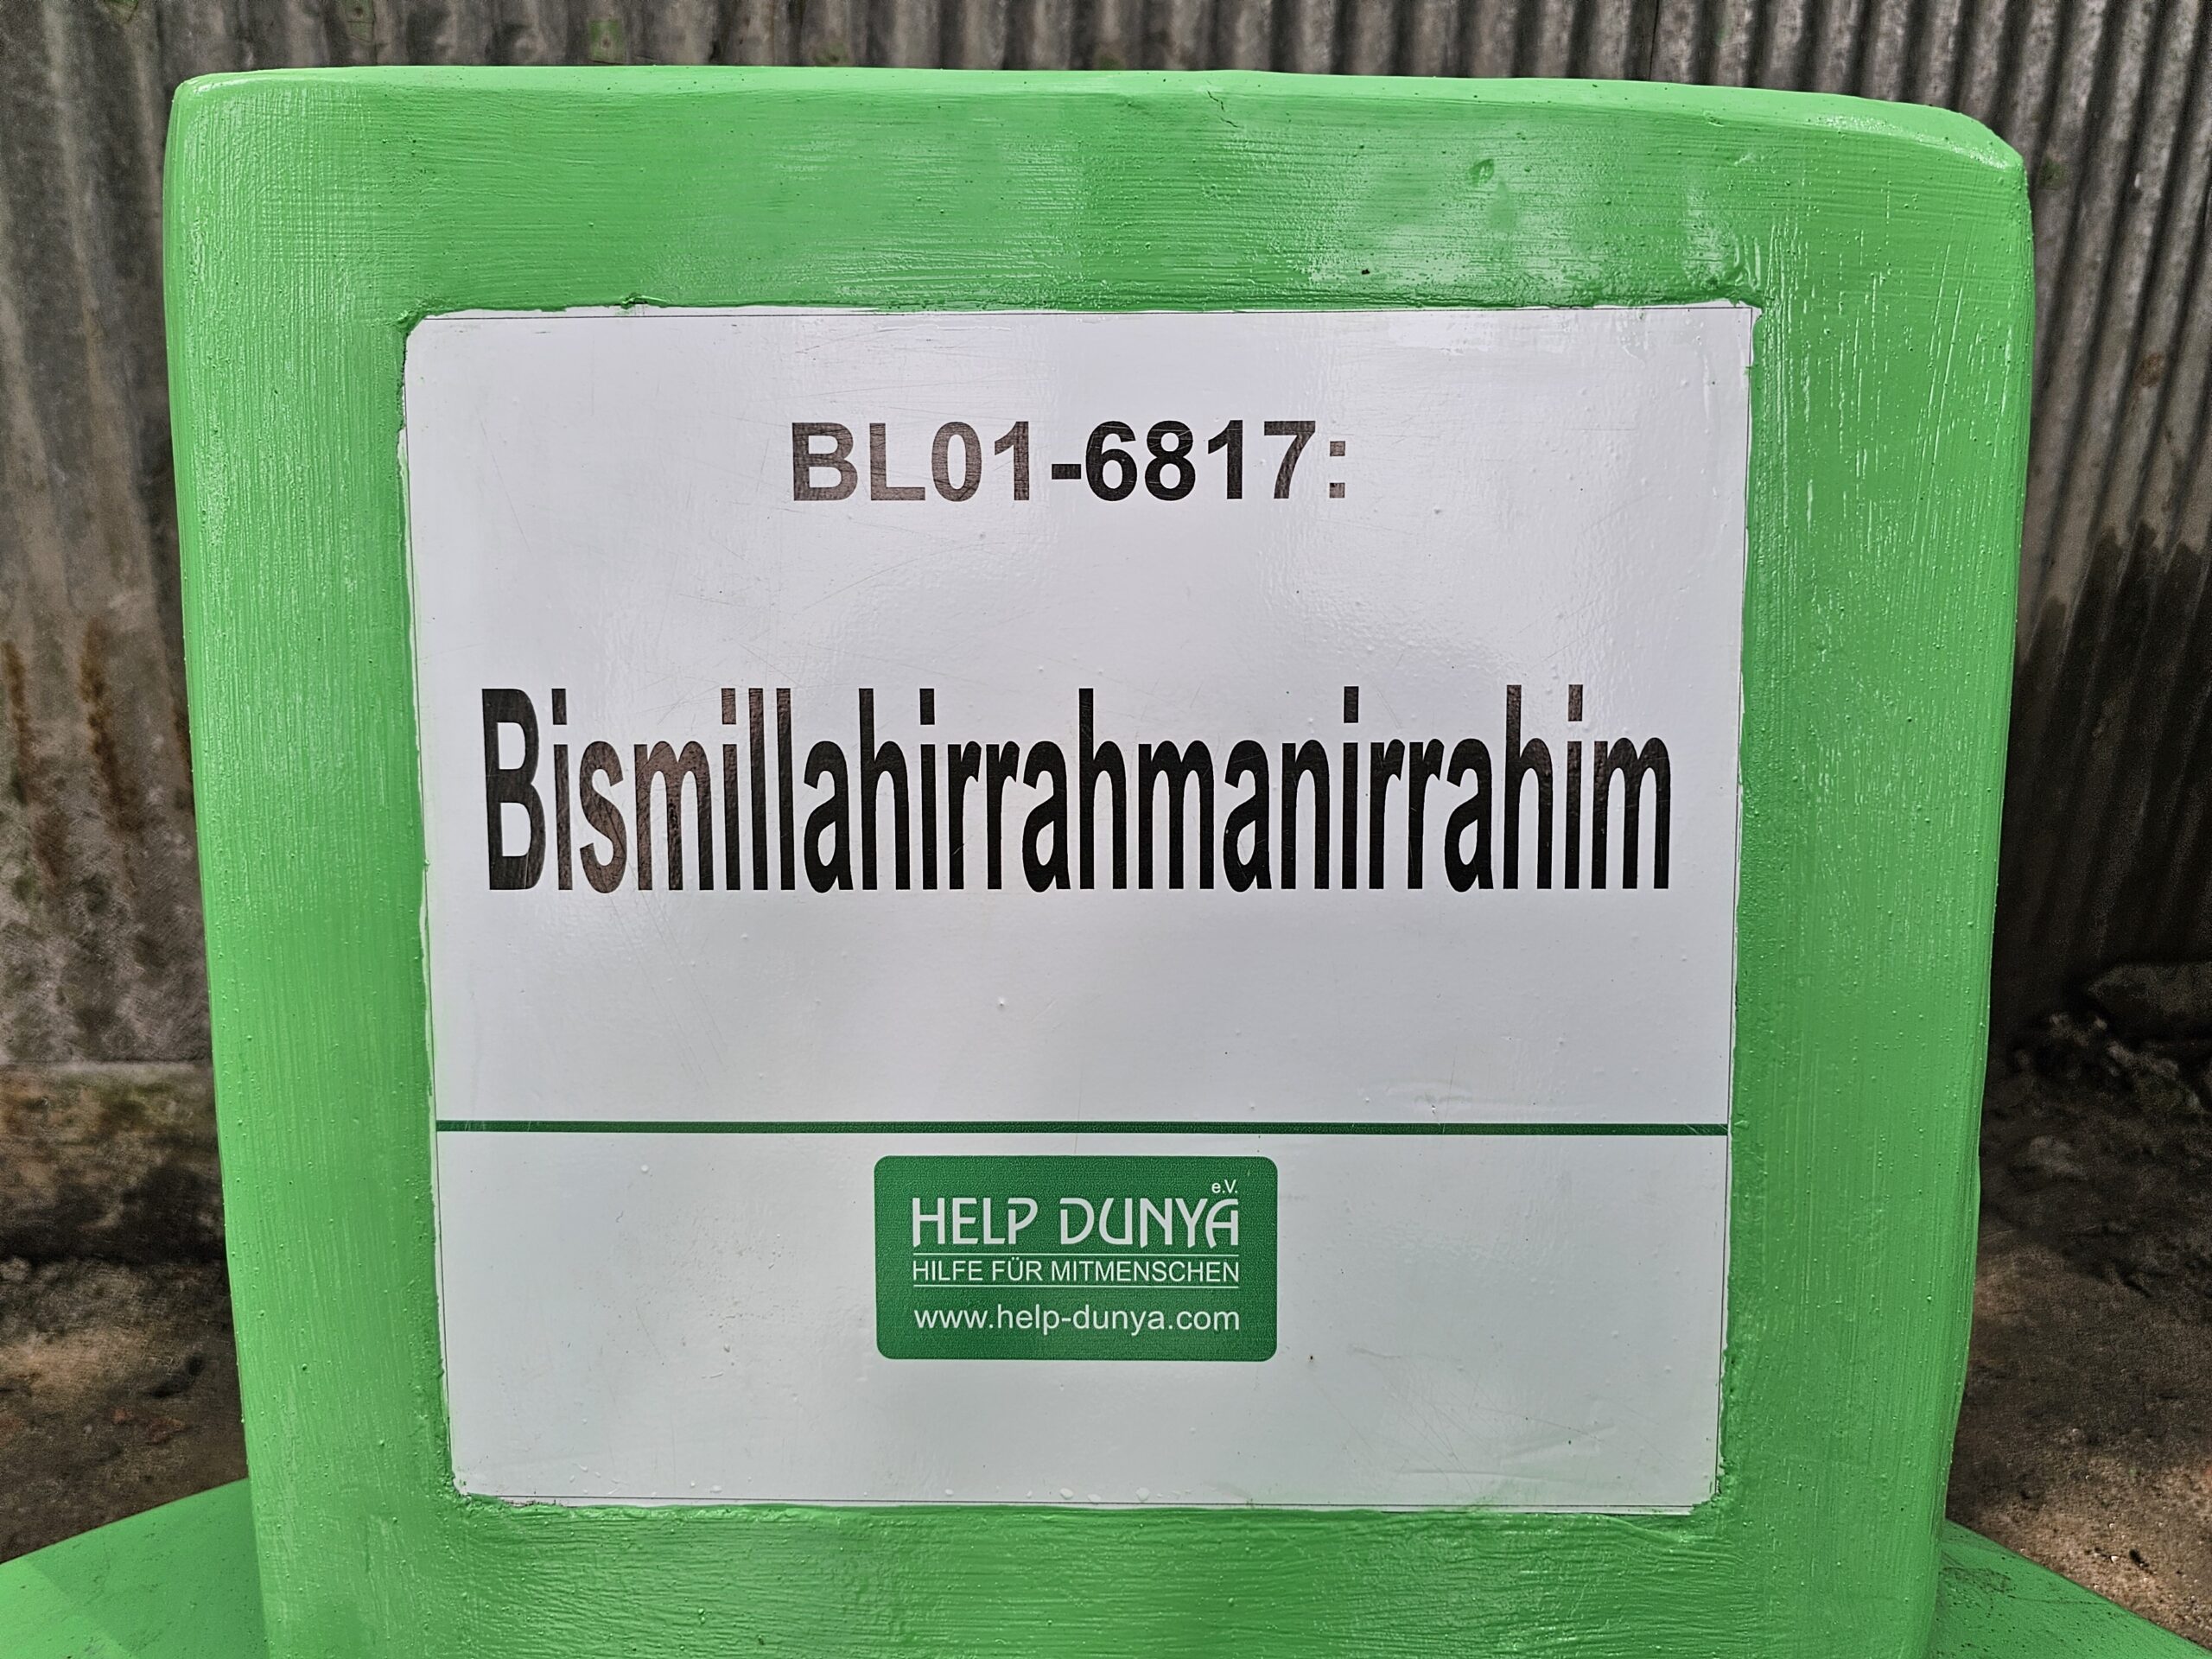 BL01-6817:
Bismillahirrahmanirrahim
HELP DUNYA e.V.
HILFE FÜR MITMENSCHEN
www.help-dunya.com